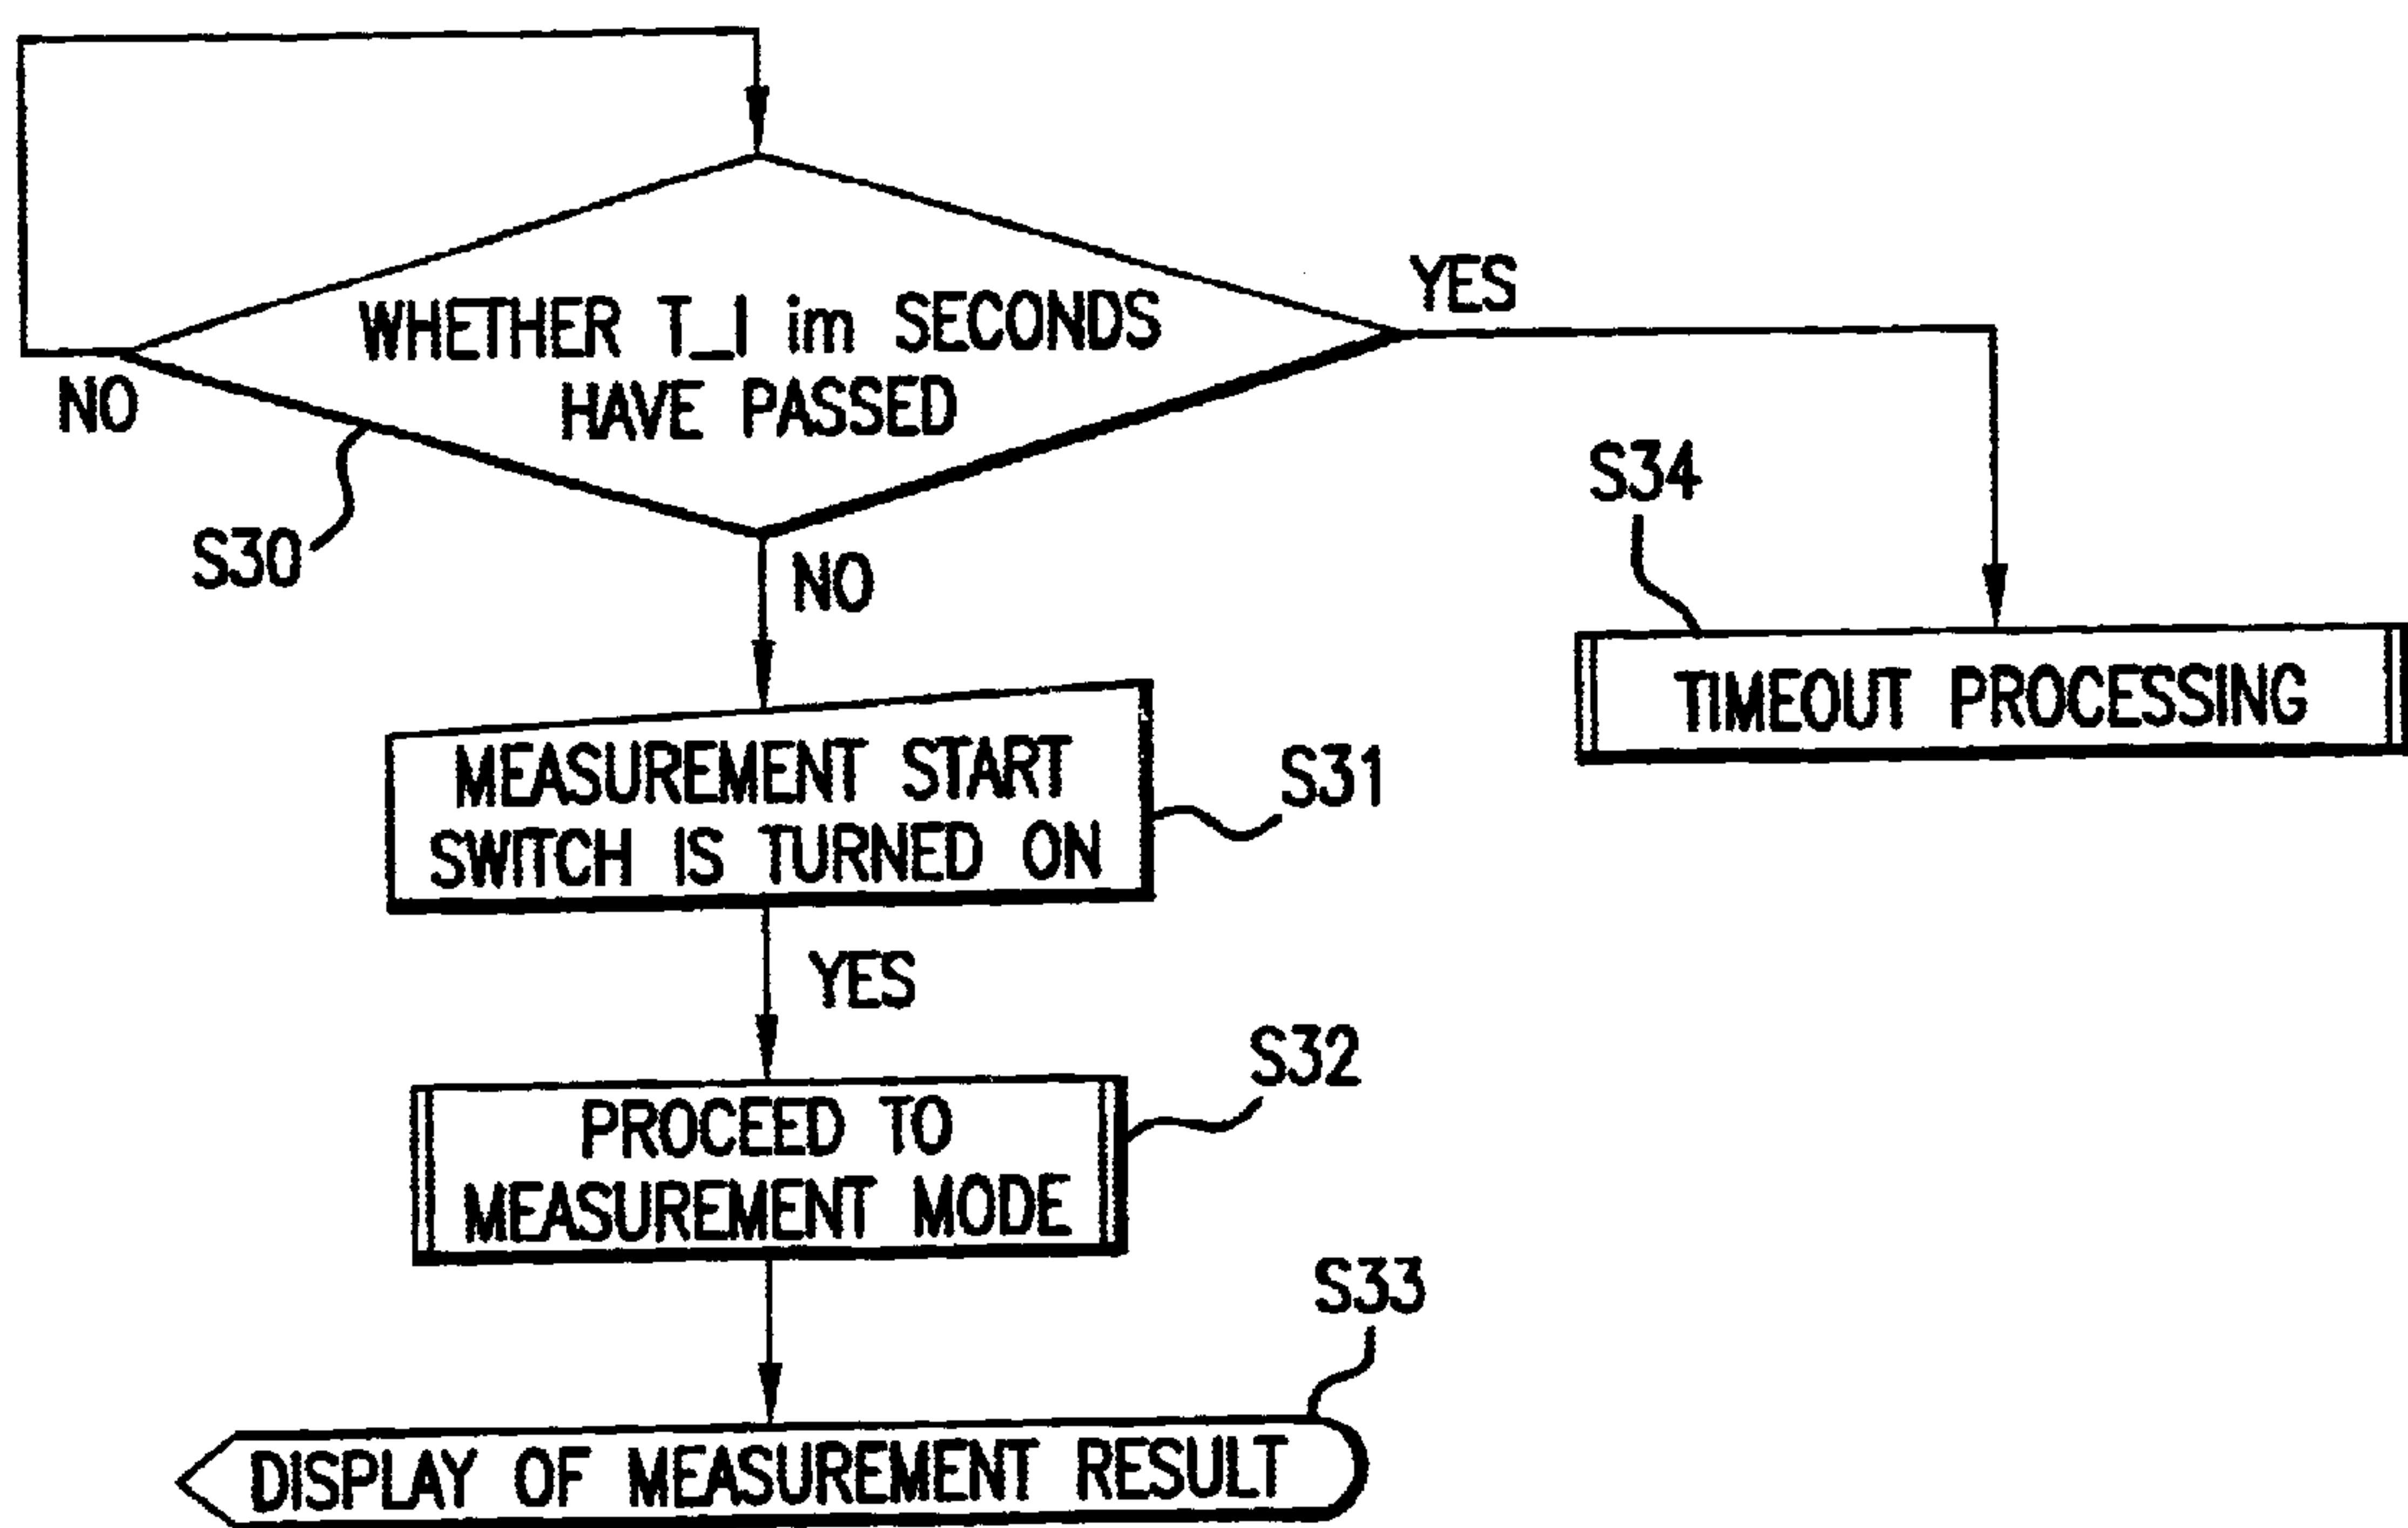 WHETHER T_l im SECONDS
HAVE PASSED
YES
NO
S30
NO
S34
TIMEOUT PROCESSING
MEASUREMENT START
SWITCH IS TURNED ON
S31
YES
S32
PROCEED TO
MEASUREMENT MODE
S33
DISPLAY OF MEASUREMENT RESULT